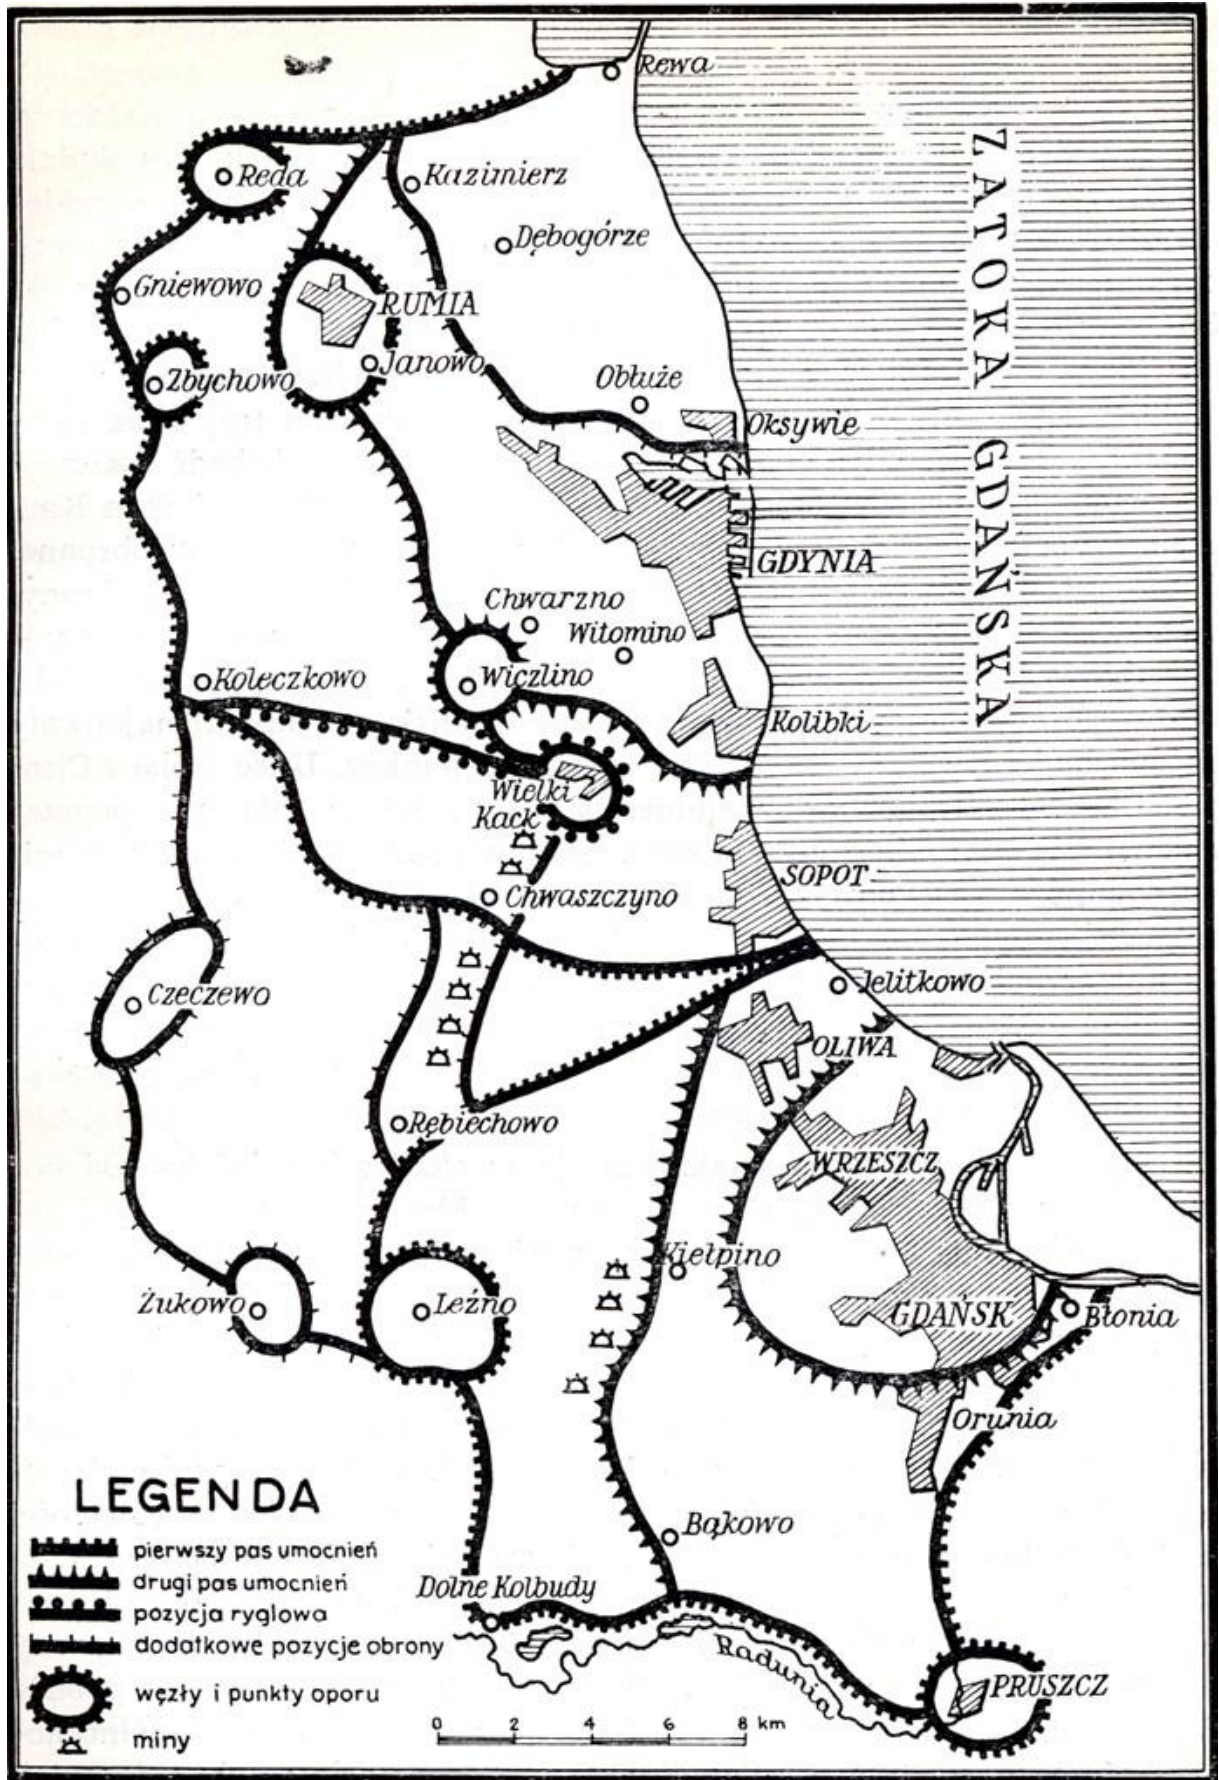 Rewa
Reda
Kazimierz
Dębogórze
ZATOKA GDAŃSKA
Gniewowo
RUMIA
Janowo
Zbychowo
Obłuże
Oksywie
GDYNIA
Chwarzno
Witomino
Koleczkowo
Wiczlino
Kolibki
Wielki
Kack
SOPOT
Chwaszczyno
Czeczewo
Jelitkowo
OLIWA
Rębiechowo
WRZESZCZ
Kiełpino
Żukowo
Leźno
GDAŃSK
Błonia
Orunia
LEGENDA
pierwszy pas umocnień
drugi pas umocnień
pozycja ryglowa
dodatkowe pozycje obrony
węzły i punkty oporu
miny
Bąkowo
Dolne Kolbudy
Radunia
PRUSZCZ
0 2 4 6 8 km